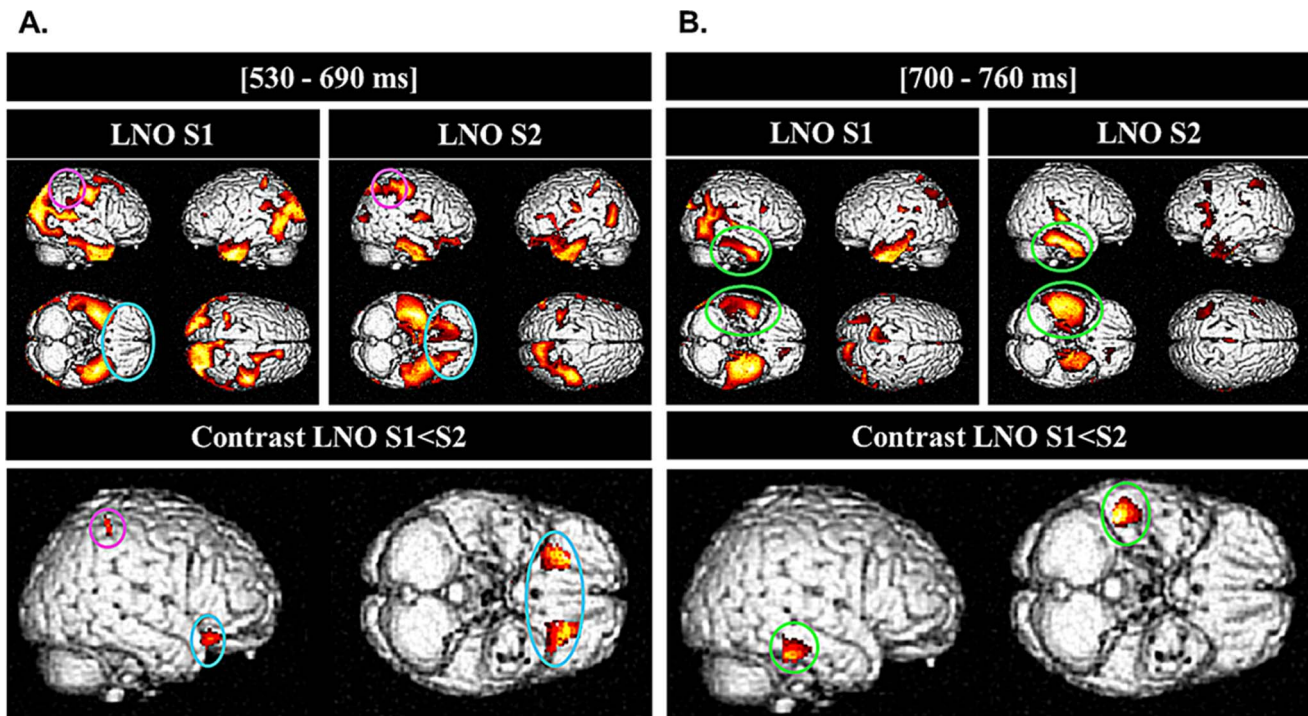 A.
[530 - 690 ms]
LNO S1
LNO S2
Contrast LNO S1<S2
B.
[700 - 760 ms]
LNO S1
LNO S2
Contrast LNO S1<S2